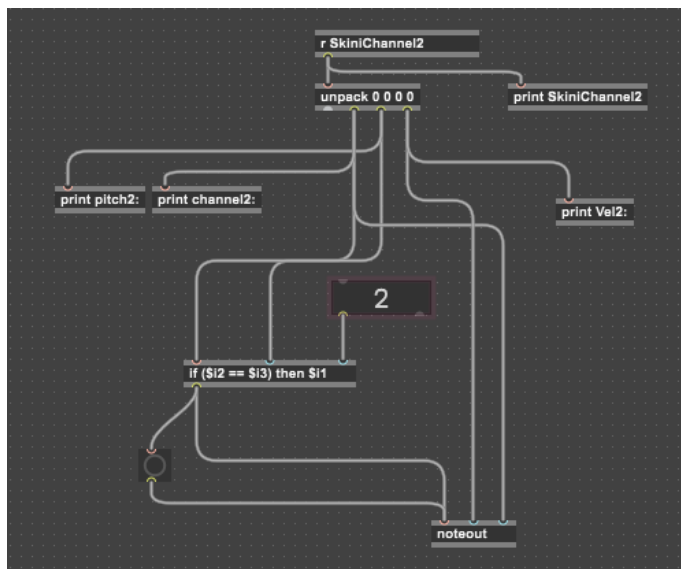 r SkiniChannel2
unpack 0 0 0 0
print SkiniChannel2
print pitch2:
print channel2:
print Vel2:
2
if ($i2 == $i3) then $i1
noteout